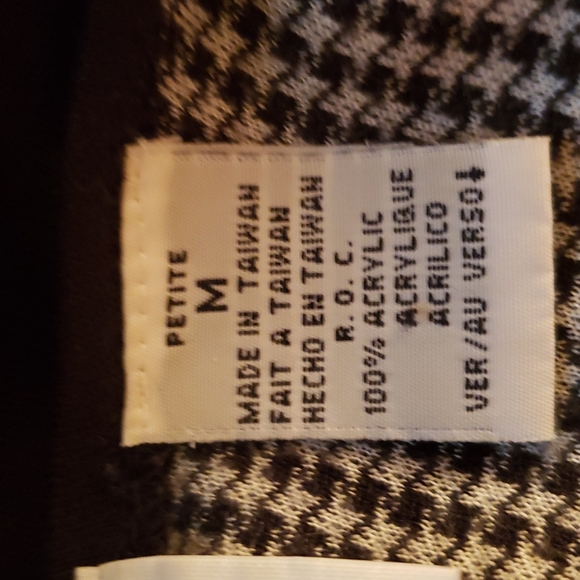 PETITE
M
MADE IN TAIWAN
FAIT A TAIWAN
HECHO EN TAIWAN
R. O. C.
100% ACRYLIC
ACRYLIQUE
ACRILICO
VER/AU VERSO